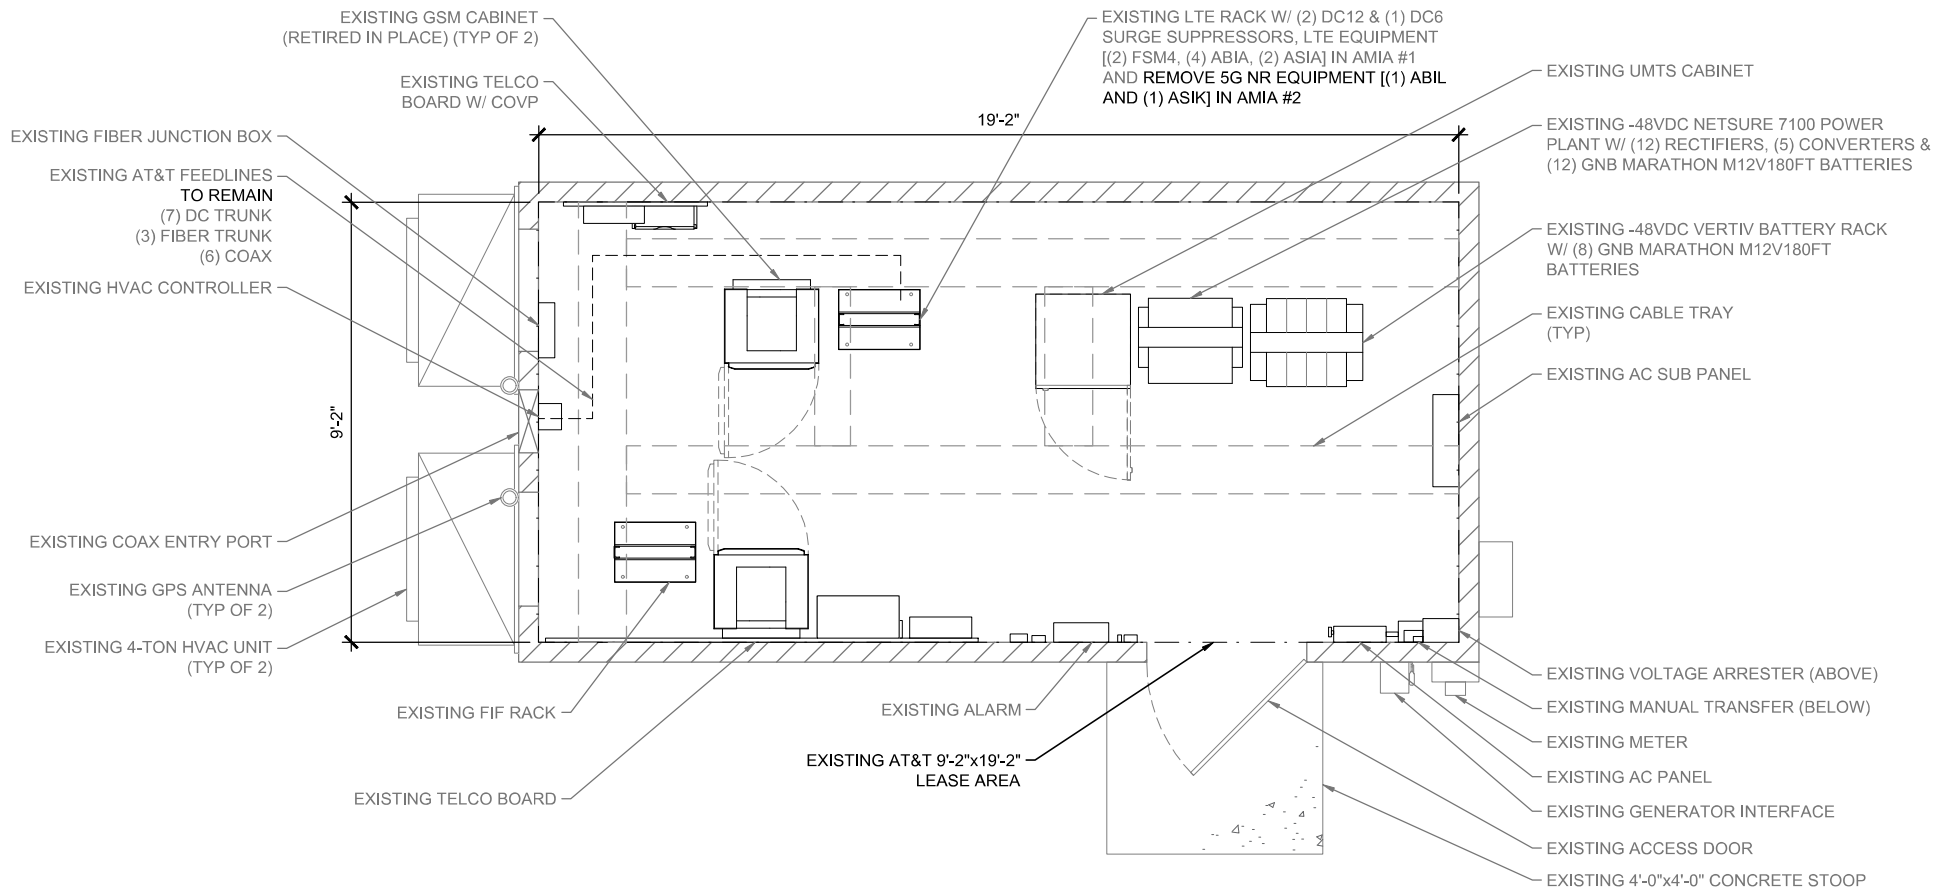 EXISTING GSM CABINET
(RETIRED IN PLACE) (TYP OF 2)
EXISTING TELCO
BOARD W/ COVP
EXISTING FIBER JUNCTION BOX
EXISTING AT&T FEEDLINES
TO REMAIN
(7) DC TRUNK
(3) FIBER TRUNK
(6) COAX
EXISTING HVAC CONTROLLER
EXISTING LTE RACK W/ (2) DC12 & (1) DC6
SURGE SUPPRESSORS, LTE EQUIPMENT
[(2) FSM4, (4) ABIA, (2) ASIA] IN AMIA #1
AND REMOVE 5G NR EQUIPMENT [(1) ABIL
AND (1) ASIK] IN AMIA #2
EXISTING UMTS CABINET
EXISTING -48VDC NETSURE 7100 POWER
PLANT W/ (12) RECTIFIERS, (5) CONVERTERS &
(12) GNB MARATHON M12V180FT BATTERIES
EXISTING -48VDC VERTIV BATTERY RACK
W/ (8) GNB MARATHON M12V180FT
BATTERIES
EXISTING CABLE TRAY
(TYP)
EXISTING AC SUB PANEL
19'-2"
9'-2"
EXISTING COAX ENTRY PORT
EXISTING GPS ANTENNA
(TYP OF 2)
EXISTING 4-TON HVAC UNIT
(TYP OF 2)
EXISTING FIF RACK
EXISTING TELCO BOARD
EXISTING ALARM
EXISTING AT&T 9'-2"x19'-2"
LEASE AREA
EXISTING VOLTAGE ARRESTER (ABOVE)
EXISTING MANUAL TRANSFER (BELOW)
EXISTING METER
EXISTING AC PANEL
EXISTING GENERATOR INTERFACE
EXISTING ACCESS DOOR
EXISTING 4'-0"x4'-0" CONCRETE STOOP